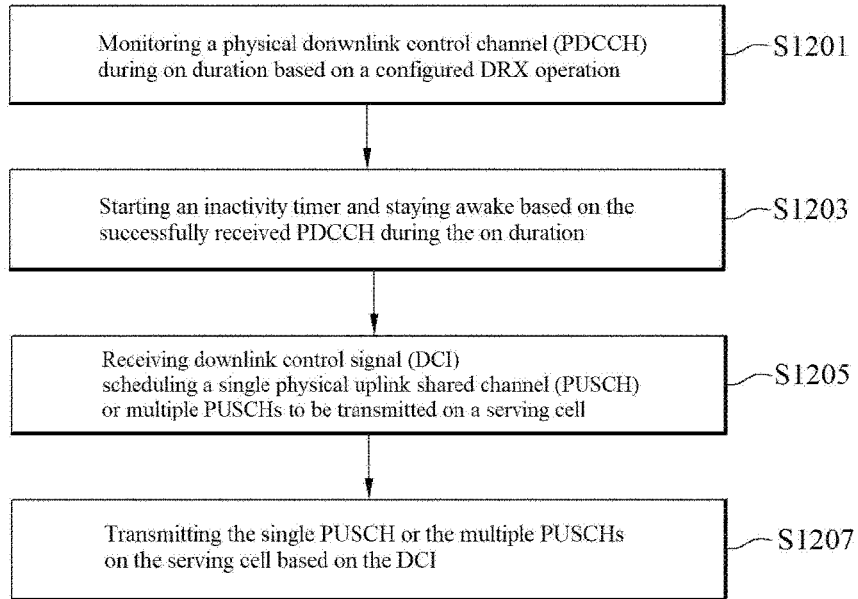 Monitoring a physical donwnlink control channel (PDCCH)
during on duration based on a configured DRX operation
S1201
Starting an inactivity timer and staying awake based on the
successfully received PDCCH during the on duration
S1203
Receiving downlink control signal (DCI)
scheduling a single physical uplink shared channel (PUSCH)
or multiple PUSCHs to be transmitted on a serving cell
S1205
Transmitting the single PUSCH or the multiple PUSCHs
on the serving cell based on the DCI
S1207